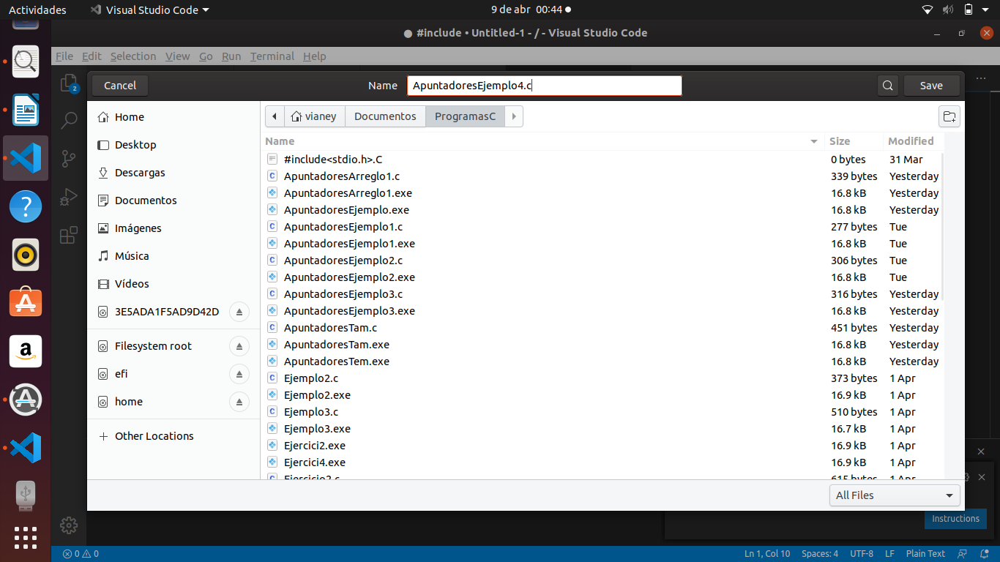 Actividades Visual Studio Code 9 de abr 00:44
#include • Untitled-1 - / - Visual Studio Code
File Edit Selection View Go Run Terminal Help
Cancel Name ApuntadoresEjemplo4.c Save
2
vianey Documentos ProgramasC
Home
Desktop
Descargas
Documentos
Imágenes
Música
Vídeos
3E5ADA1F5AD9D42D
Filesystem root
efi
home
Other Locations
Name Size Modified
#include<stdio.h>.C 0 bytes 31 Mar
ApuntadoresArreglo1.c 339 bytes Yesterday
ApuntadoresArreglo1.exe 16.8 kB Yesterday
ApuntadoresEjemplo.exe 16.8 kB Yesterday
ApuntadoresEjemplo1.c 277 bytes Tue
ApuntadoresEjemplo1.exe 16.8 kB Tue
ApuntadoresEjemplo2.c 306 bytes Tue
ApuntadoresEjemplo2.exe 16.8 kB Tue
ApuntadoresEjemplo3.c 316 bytes Yesterday
ApuntadoresEjemplo3.exe 16.8 kB Yesterday
ApuntadoresTam.c 451 bytes Yesterday
ApuntadoresTam.exe 16.8 kB Yesterday
ApuntadoresTem.exe 16.8 kB Yesterday
Ejemplo2.c 373 bytes 1 Apr
Ejemplo2.exe 16.9 kB 1 Apr
Ejemplo3.c 510 bytes 1 Apr
Ejemplo3.exe 16.7 kB 1 Apr
Ejercici2.exe 16.9 kB 1 Apr
Ejercici4.exe 16.9 kB 1 Apr
Ejercicio2.c 615 bytes 1 Apr
All Files
Instructions
0 0 Ln 1, Col 10 Spaces: 4 UTF-8 LF Plain Text